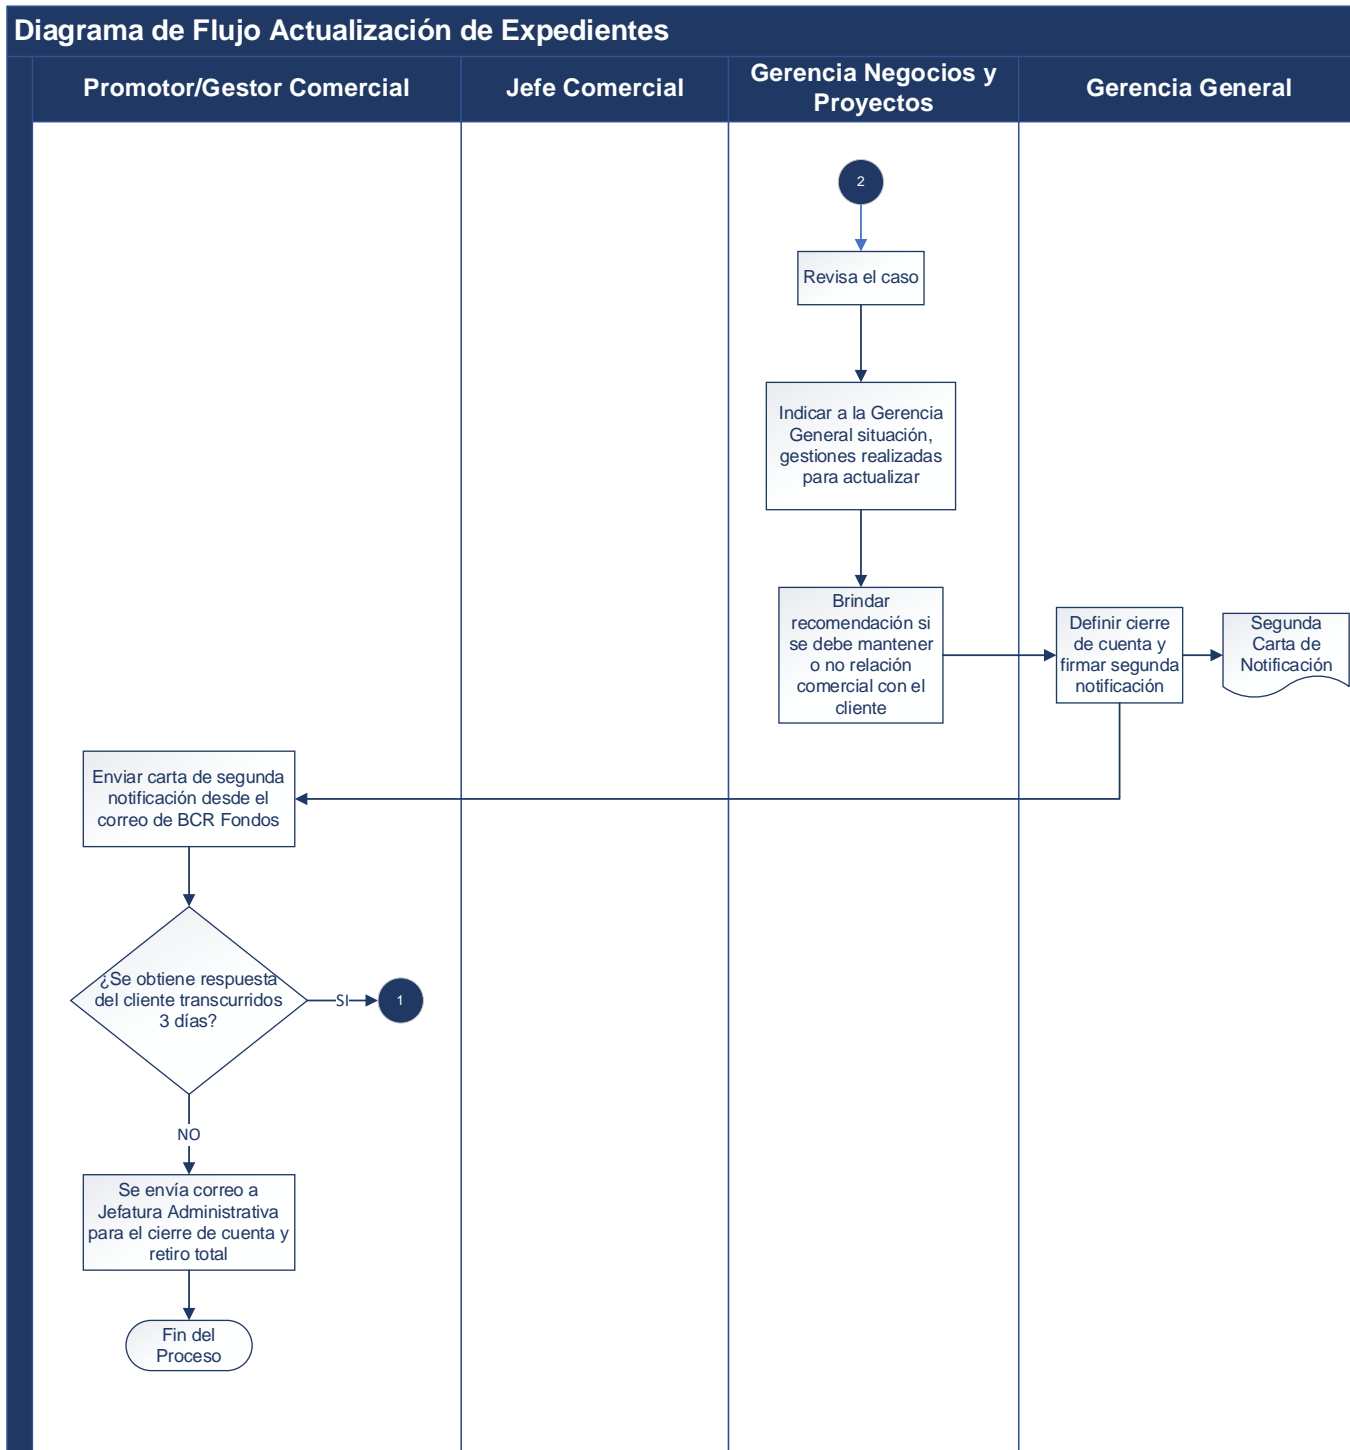 Diagrama de Flujo Actualización de Expedientes
Promotor/Gestor Comercial
Jefe Comercial
Gerencia Negocios y
Proyectos
Gerencia General
2
Revisa el caso
Indicar a la Gerencia
General situación,
gestiones realizadas
para actualizar
Brindar
recomendación si
se debe mantener
o no relación
comercial con el
cliente
Definir cierre
de cuenta y
firmar segunda
notificación
Segunda
Carta de
Notificación
Enviar carta de segunda
notificación desde el
correo de BCR Fondos
¿Se obtiene respuesta
del cliente transcurridos
3 días?
SI
1
NO
Se envía correo a
Jefatura Administrativa
para el cierre de cuenta y
retiro total
Fin del
Proceso